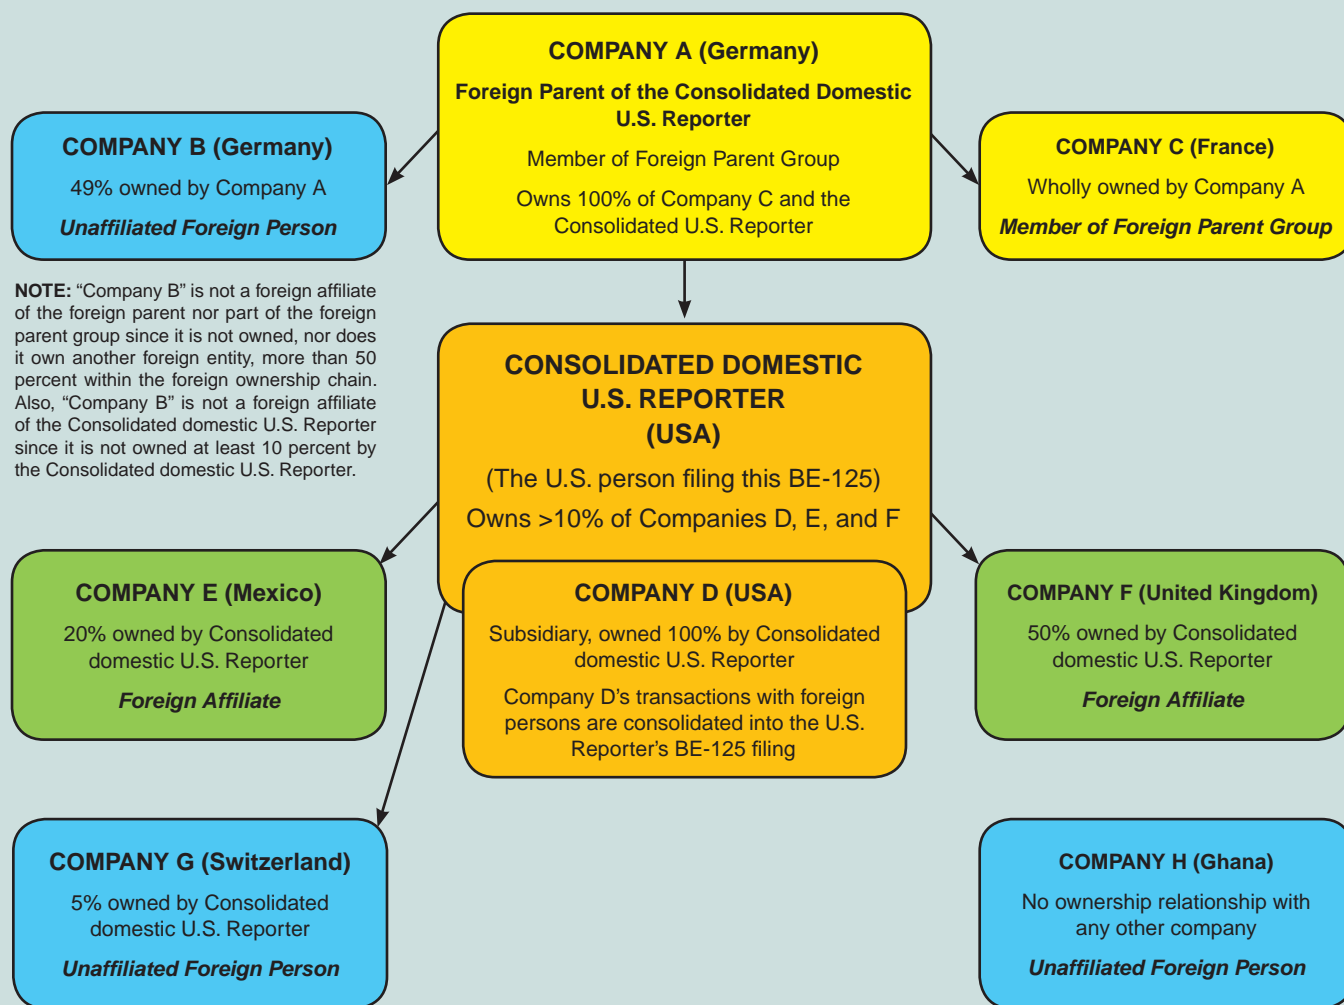 COMPANY A (Germany)
Foreign Parent of the Consolidated Domestic
U.S. Reporter
Member of Foreign Parent Group
Owns 100% of Company C and the
Consolidated U.S. Reporter
COMPANY B (Germany)
49% owned by Company A
Unaffiliated Foreign Person
COMPANY C (France)
Wholly owned by Company A
Member of Foreign Parent Group
NOTE: “Company B” is not a foreign affiliate
of the foreign parent nor part of the foreign
parent group since it is not owned, nor does
it own another foreign entity, more than 50
percent within the foreign ownership chain.
Also, “Company B” is not a foreign affiliate
of the Consolidated domestic U.S. Reporter
since it is not owned at least 10 percent by
the Consolidated domestic U.S. Reporter.
CONSOLIDATED DOMESTIC
U.S. REPORTER
(USA)
(The U.S. person filing this BE-125)
Owns >10% of Companies D, E, and F
COMPANY E (Mexico)
20% owned by Consolidated
domestic U.S. Reporter
Foreign Affiliate
COMPANY D (USA)
Subsidiary, owned 100% by Consolidated
domestic U.S. Reporter
Company D’s transactions with foreign
persons are consolidated into the U.S.
Reporter’s BE-125 filing
COMPANY F (United Kingdom)
50% owned by Consolidated
domestic U.S. Reporter
Foreign Affiliate
COMPANY G (Switzerland)
5% owned by Consolidated
domestic U.S. Reporter
Unaffiliated Foreign Person
COMPANY H (Ghana)
No ownership relationship with
any other company
Unaffiliated Foreign Person